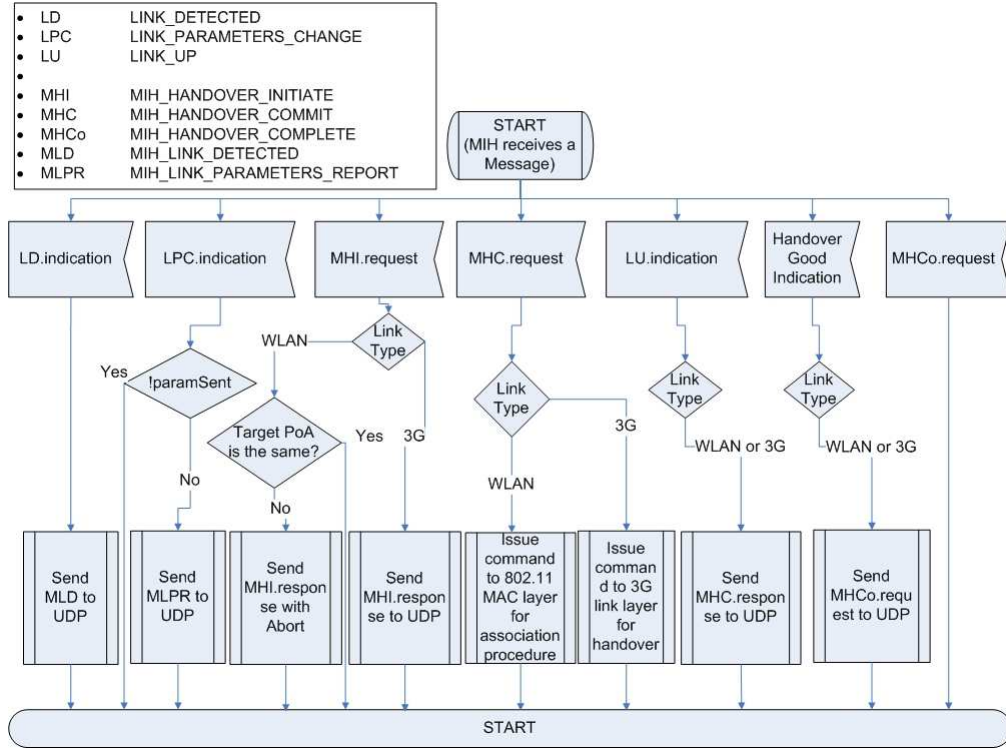 LD LINK_DETECTED
LPC LINK_PARAMETERS_CHANGE
LU LINK_UP
MHI MIH_HANDOVER_INITIATE
MHC MIH_HANDOVER_COMMIT
MHCo MIH_HANDOVER_COMPLETE
MLD MIH_LINK_DETECTED
MLPR MIH_LINK_PARAMETERS_REPORT
START
(MIH receives a
Message)
LD.indication
LPC.indication
MHI.request
MHC.request
LU.indication
Handover
Good
Indication
MHCo.request
Link
Type
WLAN
Yes
!paramSent
Link
Type
Link
Type
Link
Type
Target PoA
is the same?
Yes
3G
3G
No
WLAN
WLAN or 3G
WLAN or 3G
No
Send
MLD to
UDP
Send
MLPR to
UDP
Send
MHI.respon
se with
Abort
Send
MHI.respon
se to UDP
Issue
command
to 802.11
MAC layer
for
association
procedure
Issue
comman
d to 3G
link layer
for
handover
Send
MHC.respon
se to UDP
Send
MHCo.requ
est to UDP
START